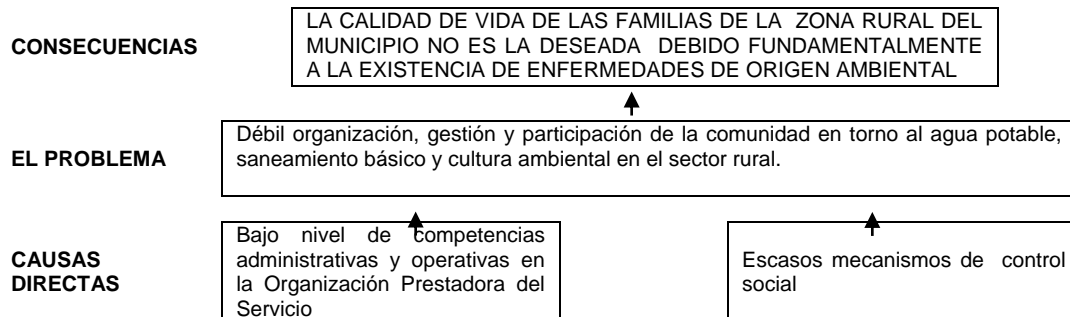 CONSECUENCIAS
LA CALIDAD DE VIDA DE LAS FAMILIAS DE LA ZONA RURAL DEL
MUNICIPIO NO ES LA DESEADA DEBIDO FUNDAMENTALMENTE
A LA EXISTENCIA DE ENFERMEDADES DE ORIGEN AMBIENTAL
EL PROBLEMA
Débil organización, gestión y participación de la comunidad en torno al agua potable,
saneamiento básico y cultura ambiental en el sector rural.
CAUSAS
DIRECTAS
Bajo nivel de competencias
administrativas y operativas en
la Organización Prestadora del
Servicio
Escasos mecanismos de control
social